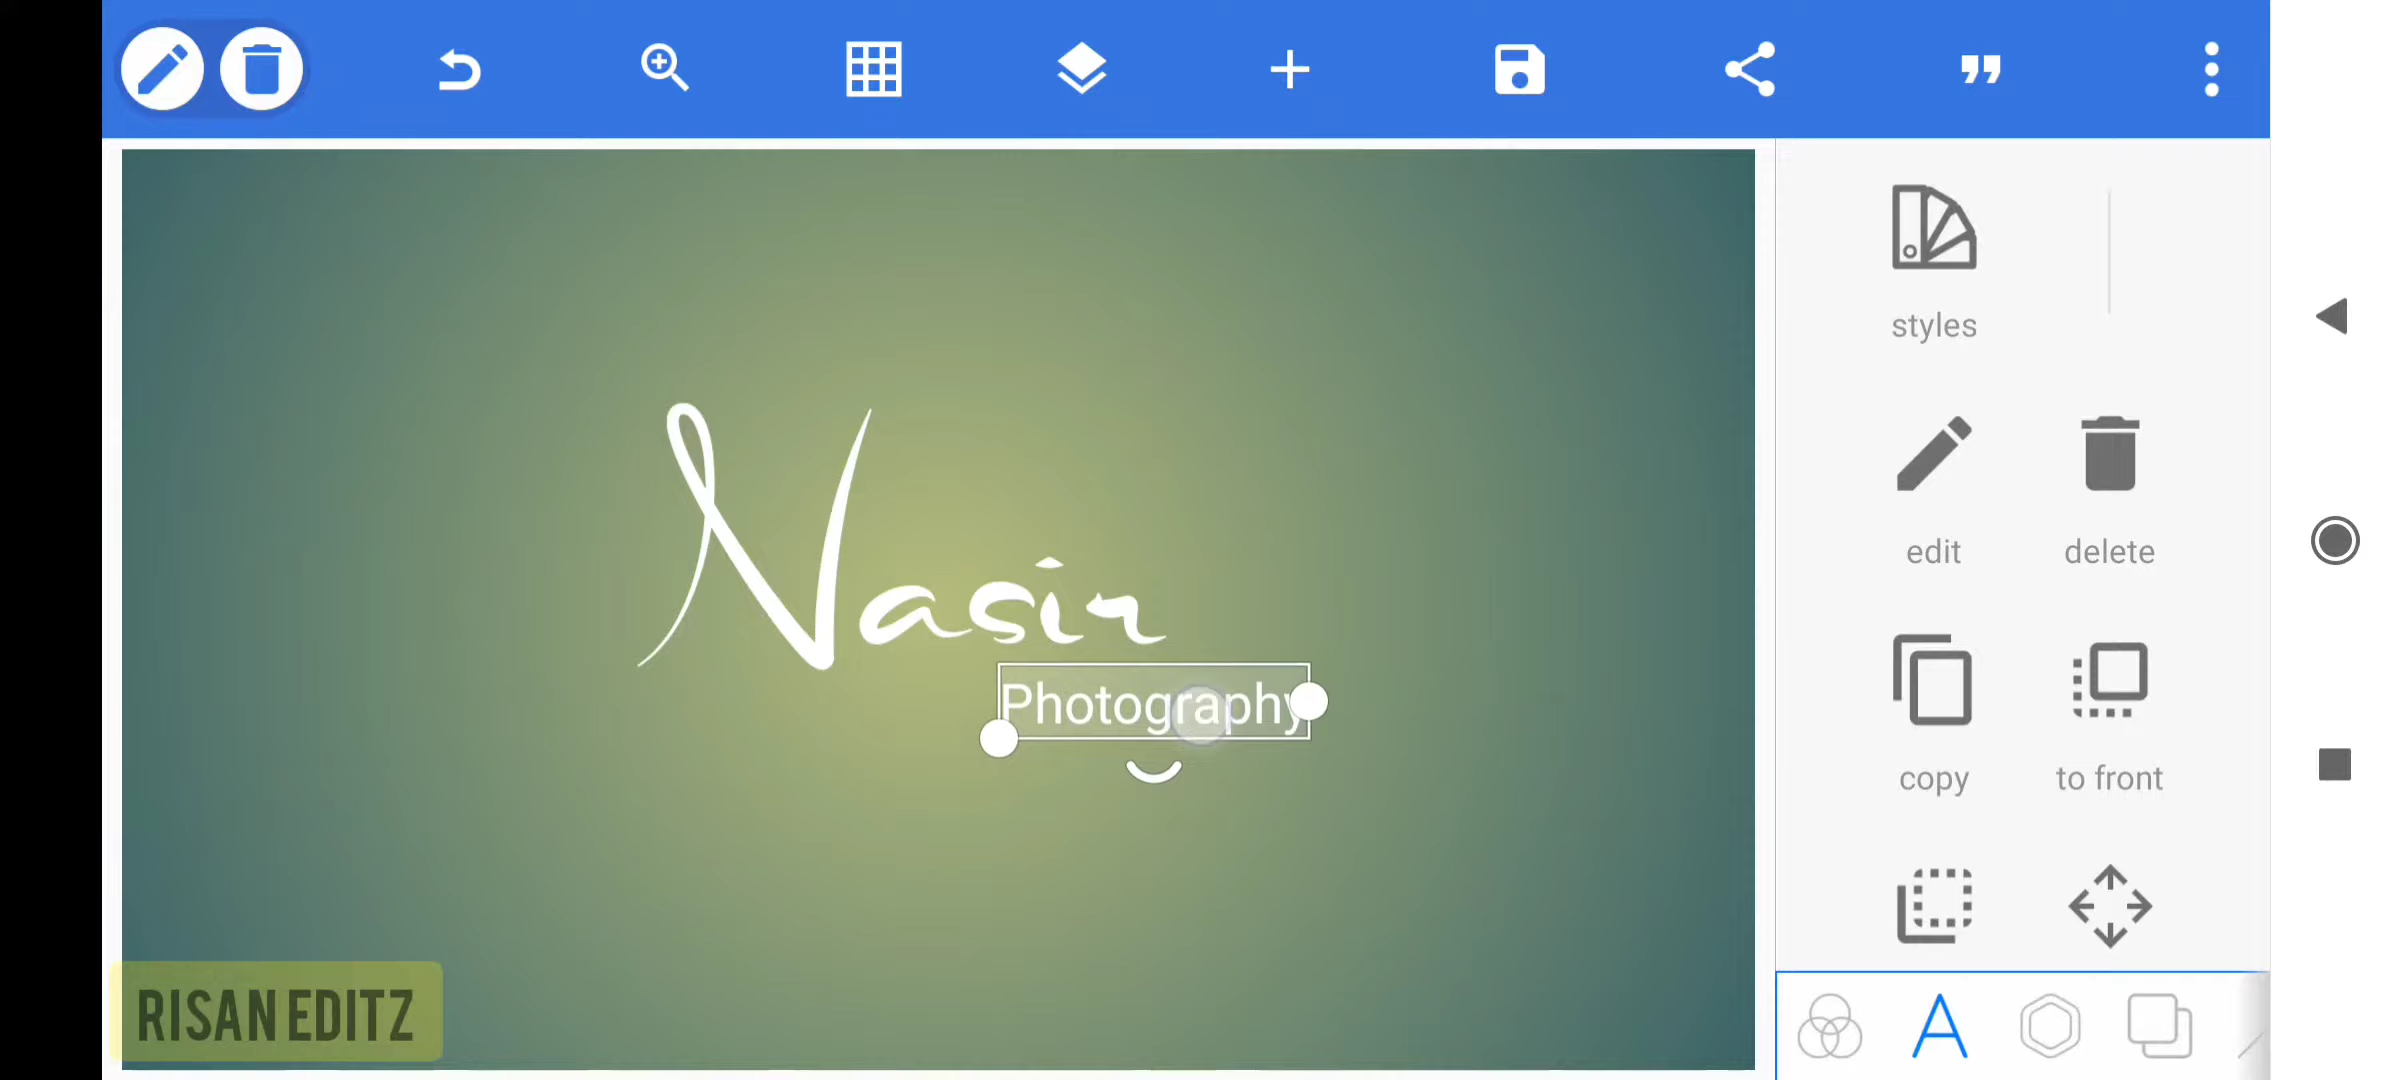 styles
edit
delete
Nasir
Photography
copy
to front
RISAN EDITZ